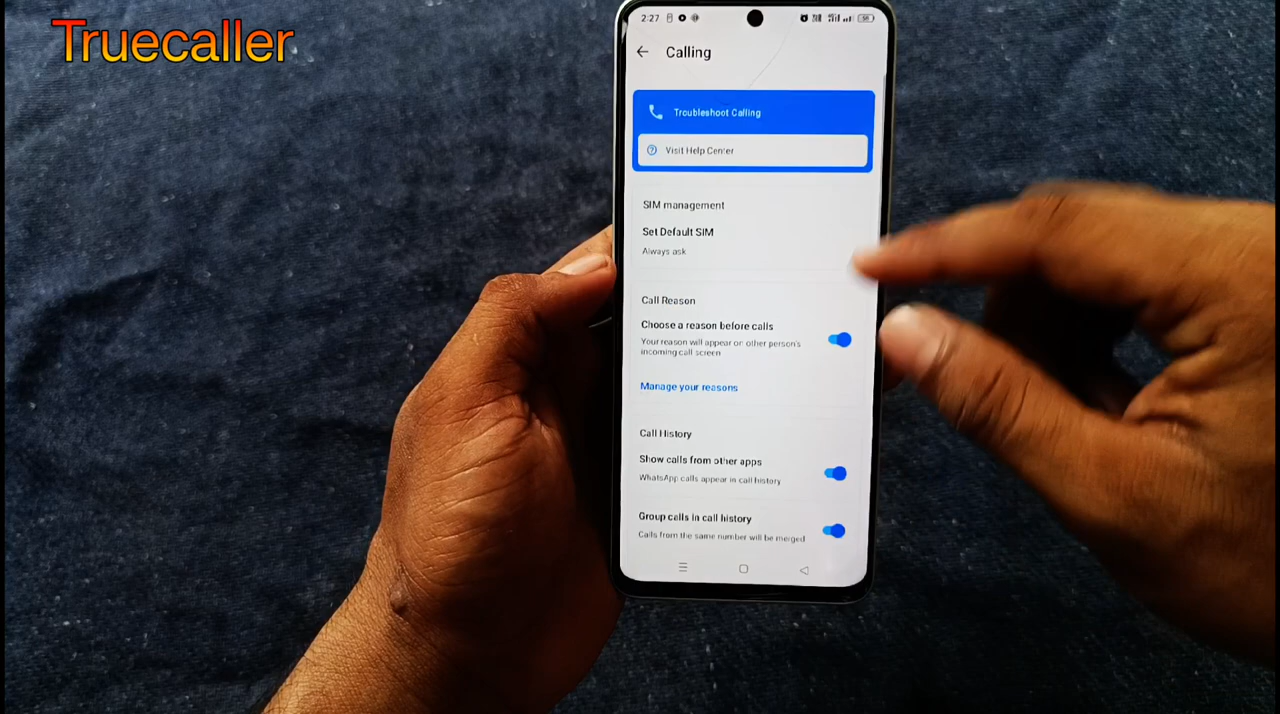 Truecaller
2:27
Calling
Troubleshoot Calling
Visit Help Center
SIM management
Set Default SIM
Always ask
Call Reason
Choose a reason before calls
Your reason will appear on other person's
incoming call screen
Manage your reasons
Call History
Show calls from other apps
WhatsApp calls appear in call history
Group calls in call history
Calls from the same number will be merged